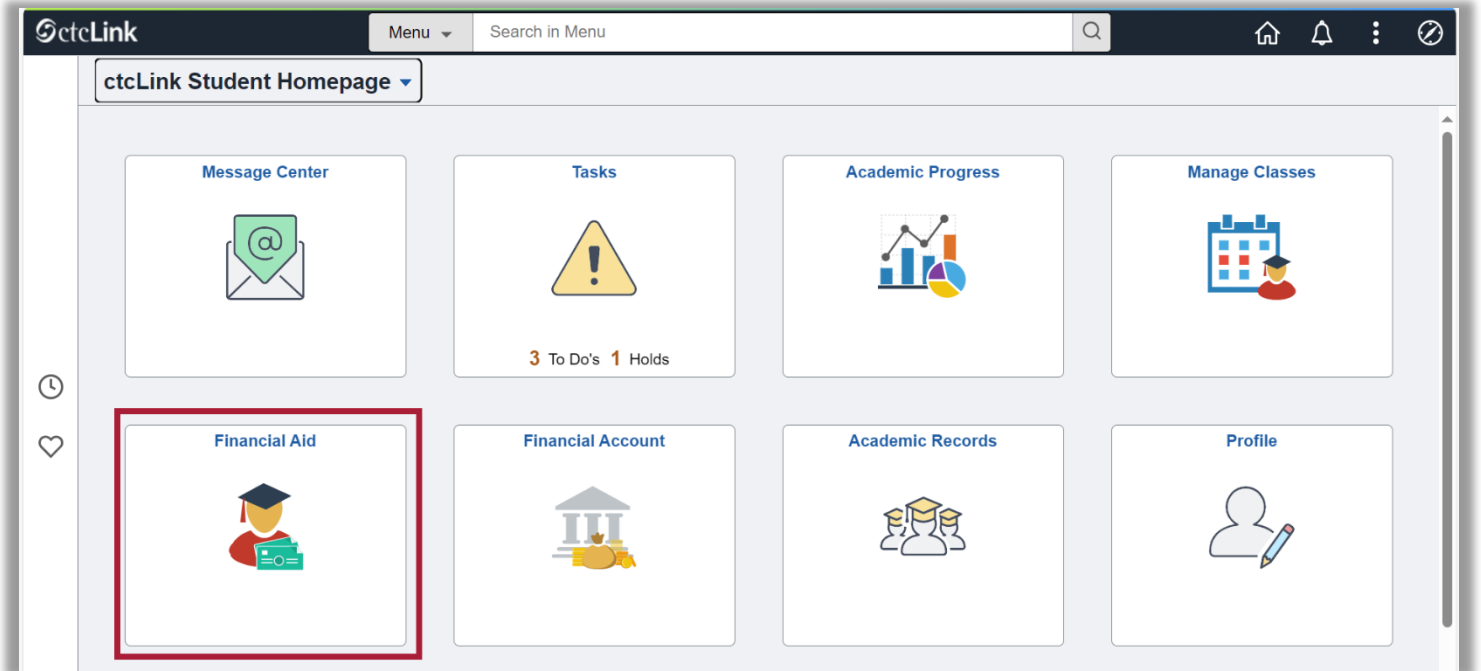 ctcLink
Menu
Search in Menu
ctcLink Student Homepage
Message Center
Tasks
Academic Progress
Manage Classes
@
3 To Do's 1 Holds
Financial Aid
Financial Account
Academic Records
Profile